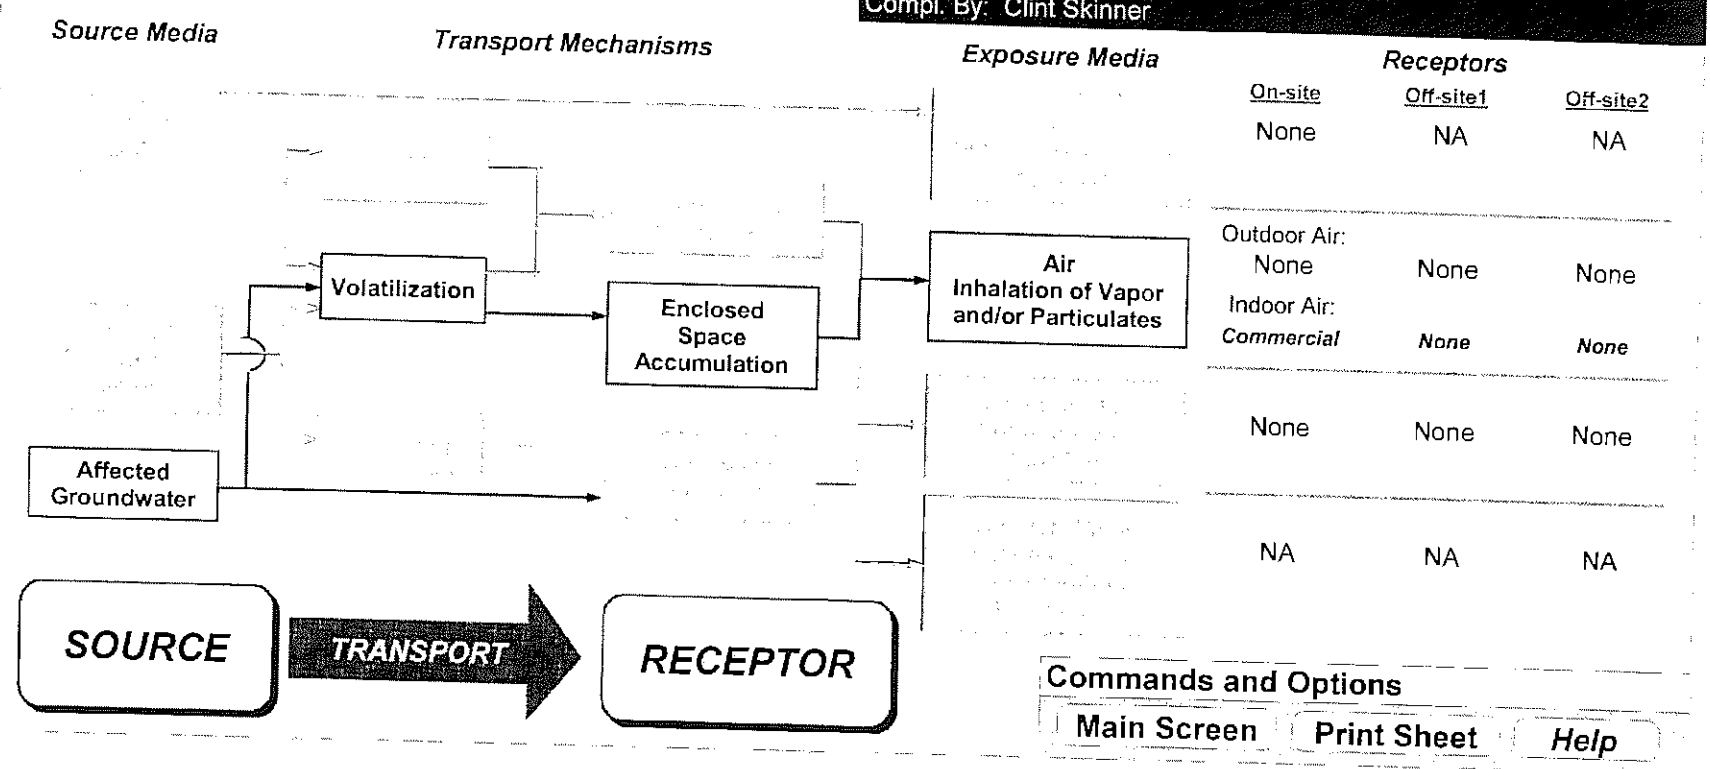 Compl. By: Clint Skinner
Source Media
Transport Mechanisms
Exposure Media
Receptors
On-site Off-site1 Off-site2
None NA NA
Volatilization
Enclosed
Space
Accumulation
Air
Inhalation of Vapor
and/or Particulates
Outdoor Air:
None None None
Indoor Air:
Commercial None None
None None None
Affected
Groundwater
NA NA NA
SOURCE
TRANSPORT
RECEPTOR
Commands and Options
Main Screen Print Sheet Help